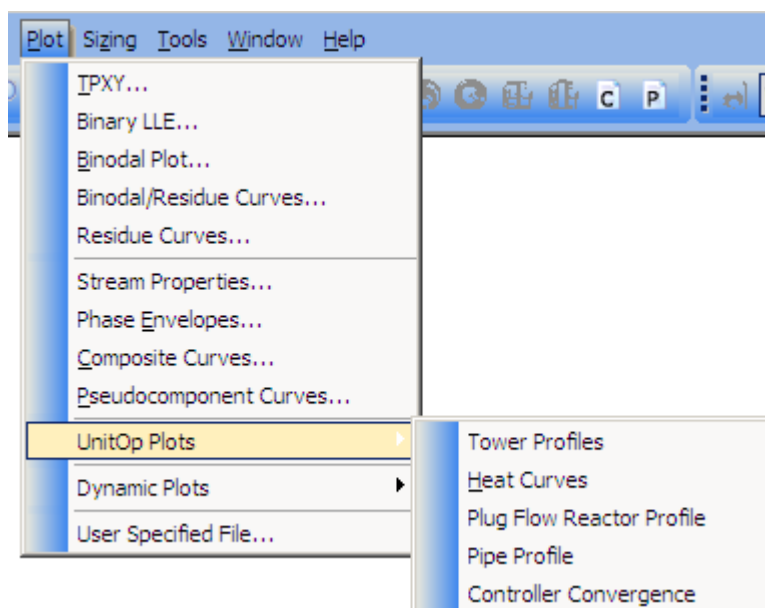 Plot Sizing Tools Window Help
TPXY...
Binary LLE...
Binodal Plot...
Binodal/Residue Curves...
Residue Curves...
Stream Properties...
Phase Envelopes...
Composite Curves...
Pseudocomponent Curves...
UnitOp Plots
Dynamic Plots
User Specified File...
C P
Tower Profiles
Heat Curves
Plug Flow Reactor Profile
Pipe Profile
Controller Convergence